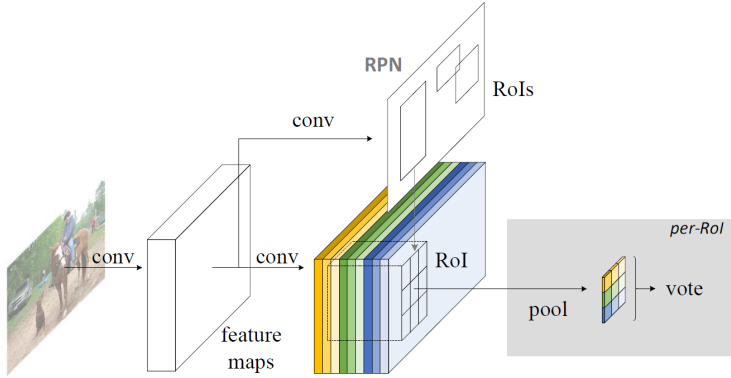 RPN
RoIs
conv
per-RoI
conv
conv
RoI
pool
vote
feature
maps